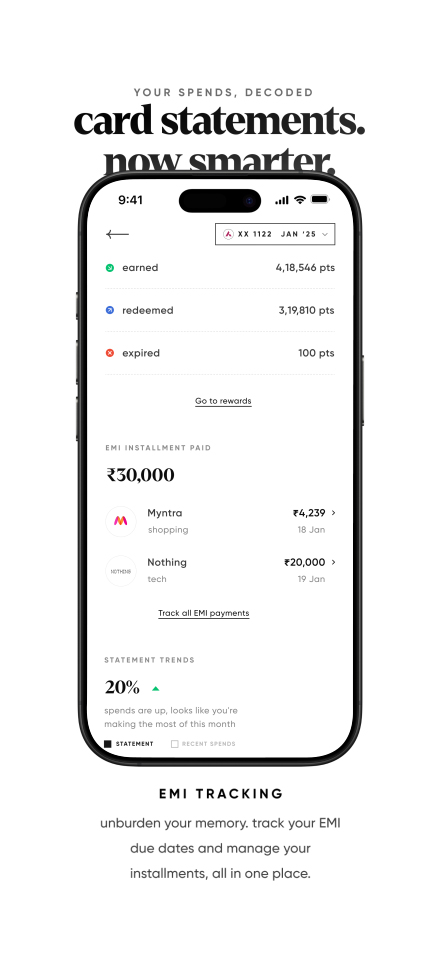 YOUR SPENDS, DECODED
card statements.
now smarter.
9:41
XX 1122 JAN '25
earned 4,18,546 pts
redeemed 3,19,810 pts
expired 100 pts
Go to rewards
EMI INSTALLMENT PAID
₹30,000
Myntra ₹4,239
shopping 18 Jan
NOTHING
Nothing ₹20,000
tech 19 Jan
Track all EMI payments
STATEMENT TRENDS
20%
spends are up, looks like you're
making the most of this month
STATEMENT RECENT SPENDS
EMI TRACKING
unburden your memory. track your EMI
due dates and manage your
installments, all in one place.